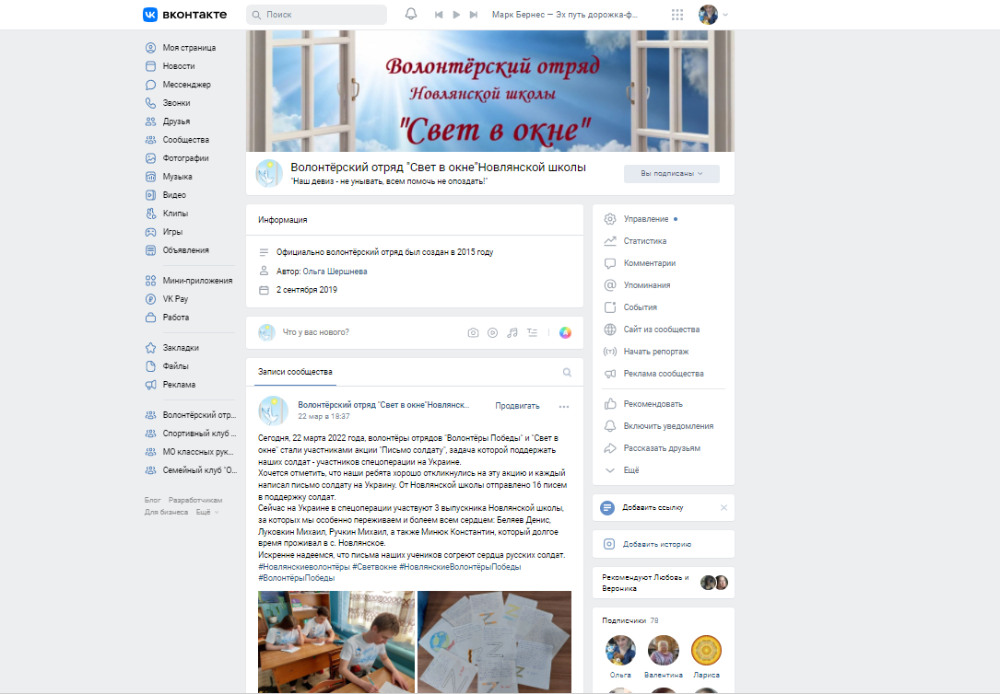 вконтакте
Поиск
Марк Бернес — Эх путь дорожка-ф...
Моя страница
Новости
Мессенджер
Звонки
Друзья
Сообщества
Фотографии
Музыка
Видео
Клипы
Игры
Объявления
Мини-приложения
VK Pay
Работа
Закладки
Файлы
Реклама
Волонтёрский отр...
Спортивный клуб ...
МО классных рук...
Семейный клуб "О...
Блог Разработчикам
Для бизнеса Ещё
Волонтёрский отряд
Новлянской школы
"Свет в окне"
Волонтёрский отряд "Свет в окне"Новлянской школы
"Наш девиз - не унывать, всем помочь не опоздать!"
Вы подписаны
Информация
Официально волонтёрский отряд был создан в 2015 году
Автор: Ольга Шершнева
2 сентября 2019
Что у вас нового?
Записи сообщества
Волонтёрский отряд "Свет в окне"Новлянск...
22 мар в 18:37
Продвигать
Сегодня, 22 марта 2022 года, волонтёры отрядов "Волонтёры Победы" и "Свет в
окне" стали участниками акции "Письмо солдату", задача которой поддержать
наших солдат - участников спецоперации на Украине.
Хочется отметить, что наши ребята хорошо откликнулись на эту акцию и каждый
написал письмо солдату на Украину. От Новлянской школы отправлено 16 писем
в поддержку солдат.
Сейчас на Украине в спецоперации участвуют 3 выпускника Новлянской школы,
за которых мы особенно переживаем и болеем всем сердцем: Беляев Денис,
Луковкин Михаил, Ручкин Михаил, а также Минюк Константин, который долгое
время проживал в с. Новлянское.
Искренне надеемся, что письма наших учеников согреют сердца русских солдат.
#Новлянскиеволонтёры #Светвокне #НовлянскиеВолонтёрыПобеды
#ВолонтёрыПобеды
Управление
Статистика
Комментарии
Упоминания
События
Сайт из сообщества
Начать репортаж
Реклама сообщества
Рекомендовать
Включить уведомления
Рассказать друзьям
Ещё
Добавить ссылку
Добавить историю
Рекомендуют Любовь и
Вероника
Подписчики 78
Ольга Валентина Лариса